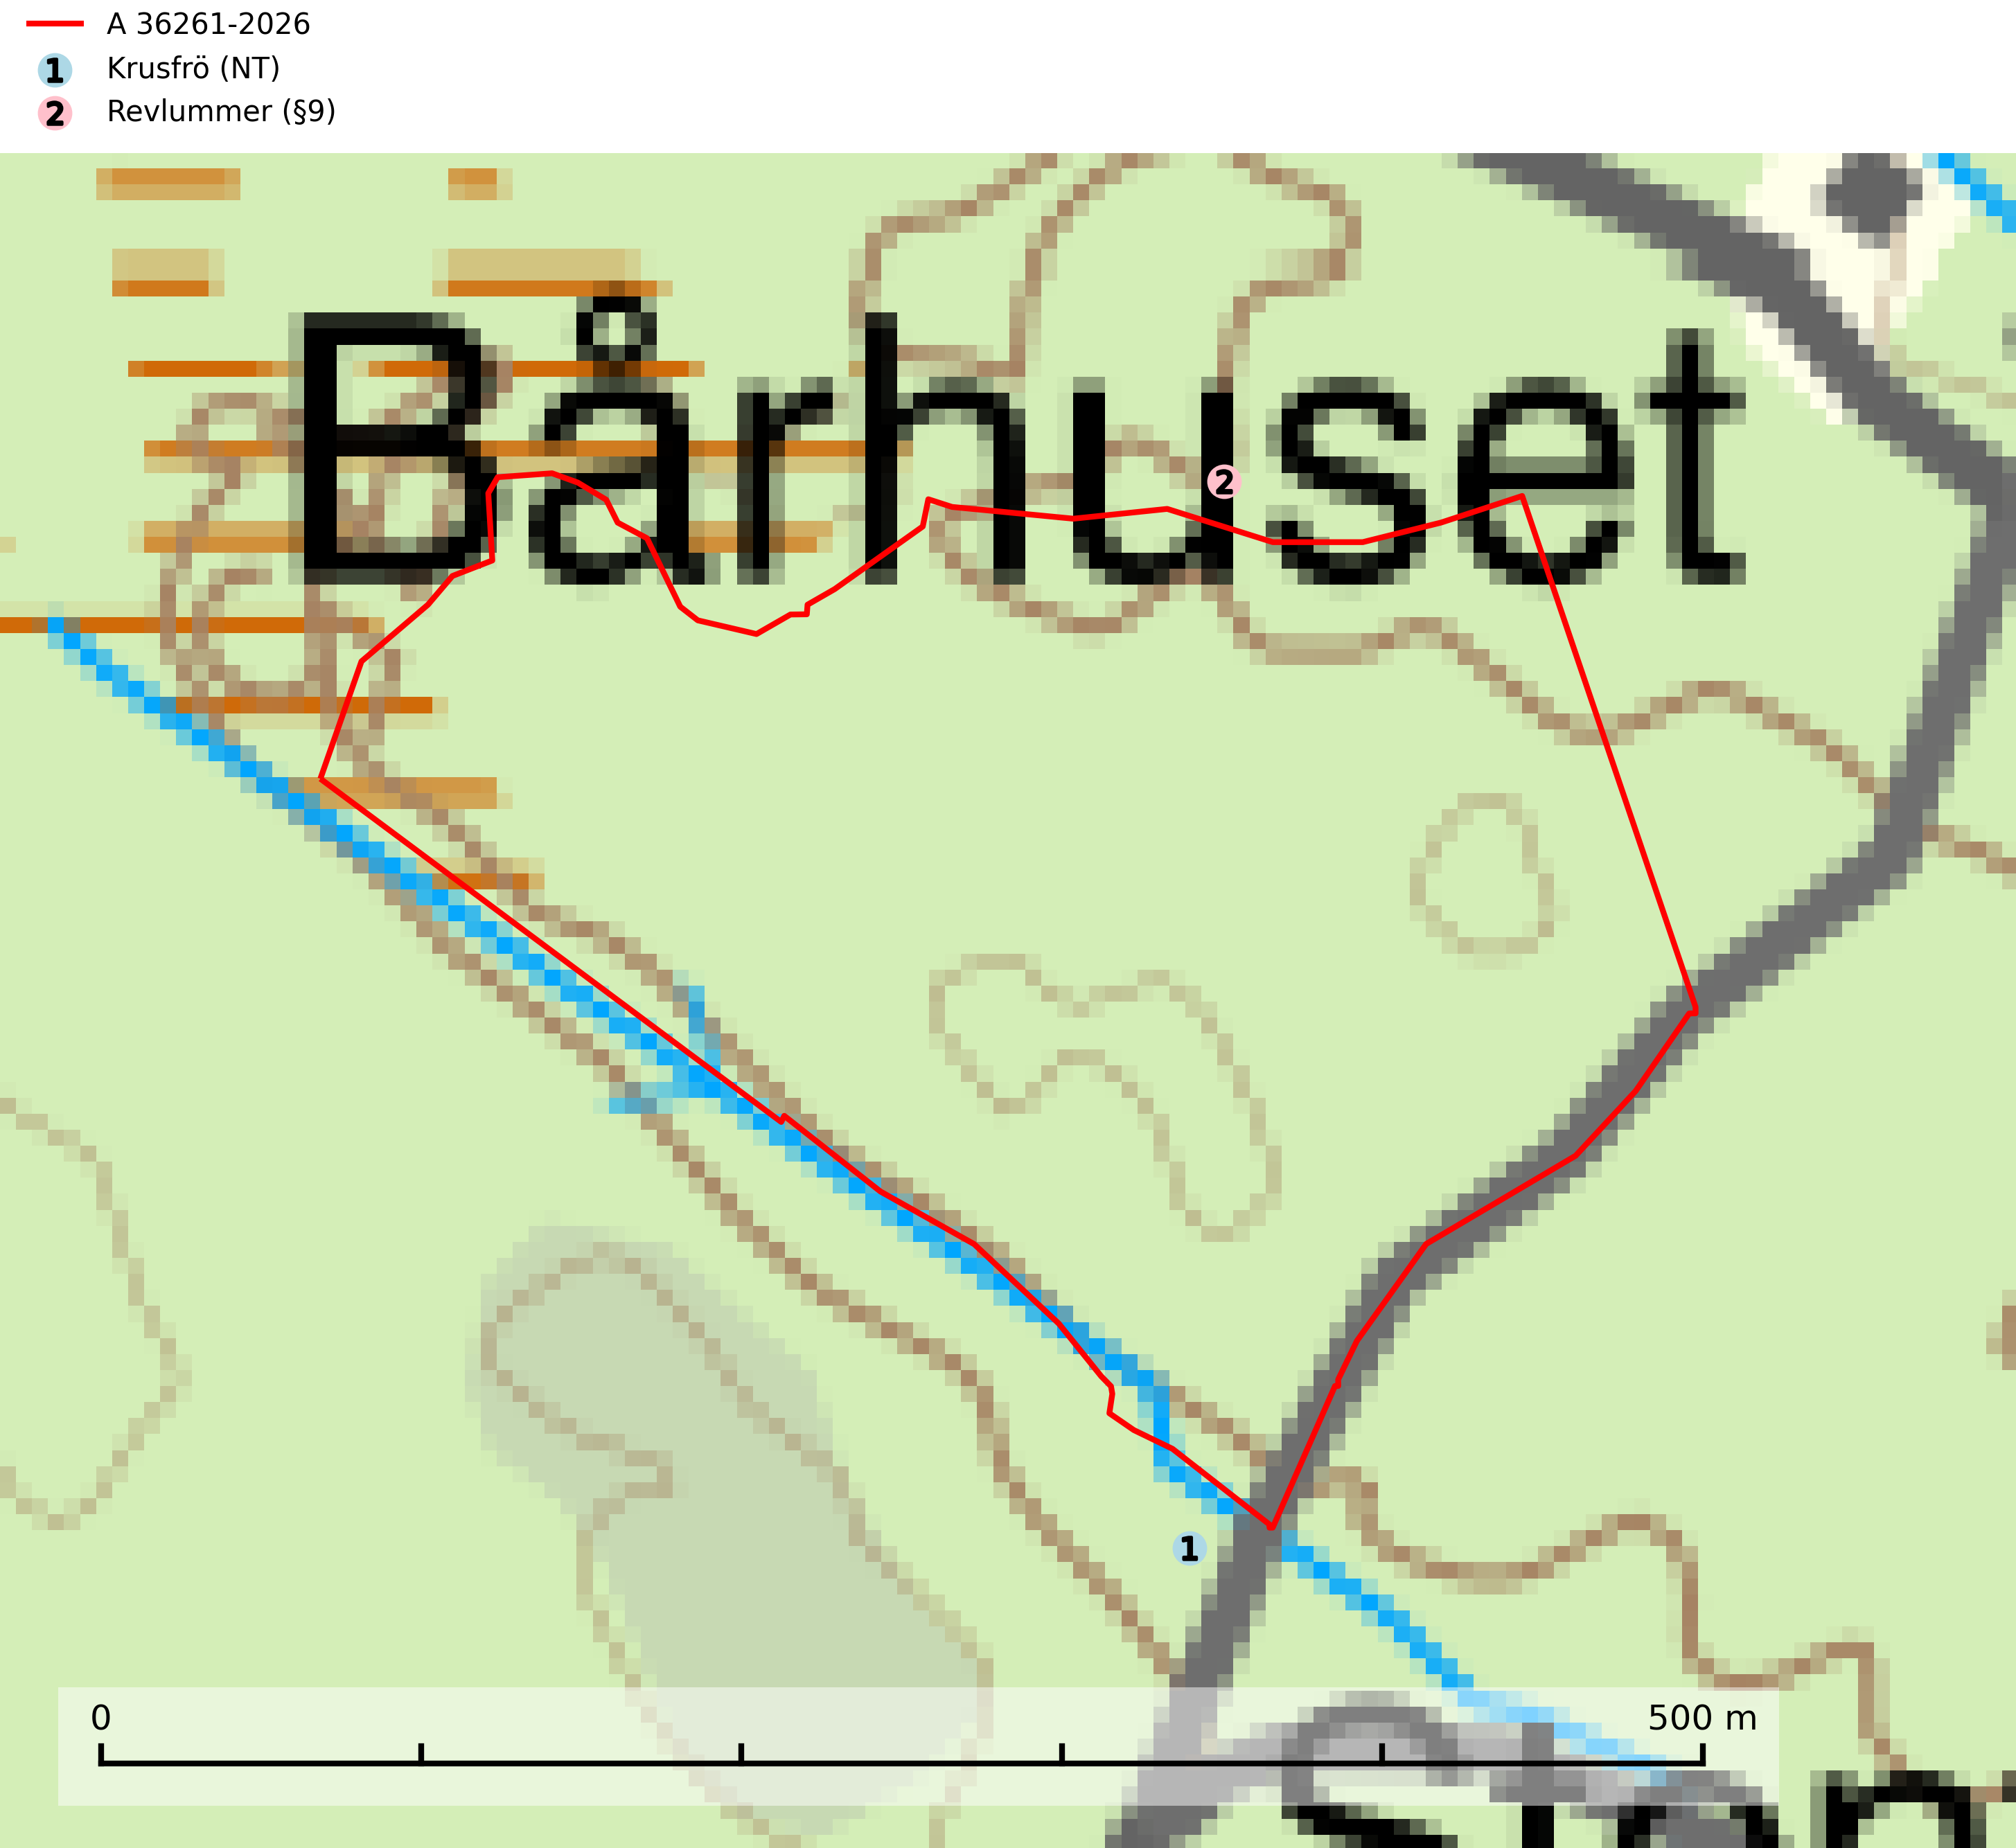 A 36261-2026
1 Krusfrö (NT)
2 Revlummer (§9)
Bårhuset
2
1
0 500 m